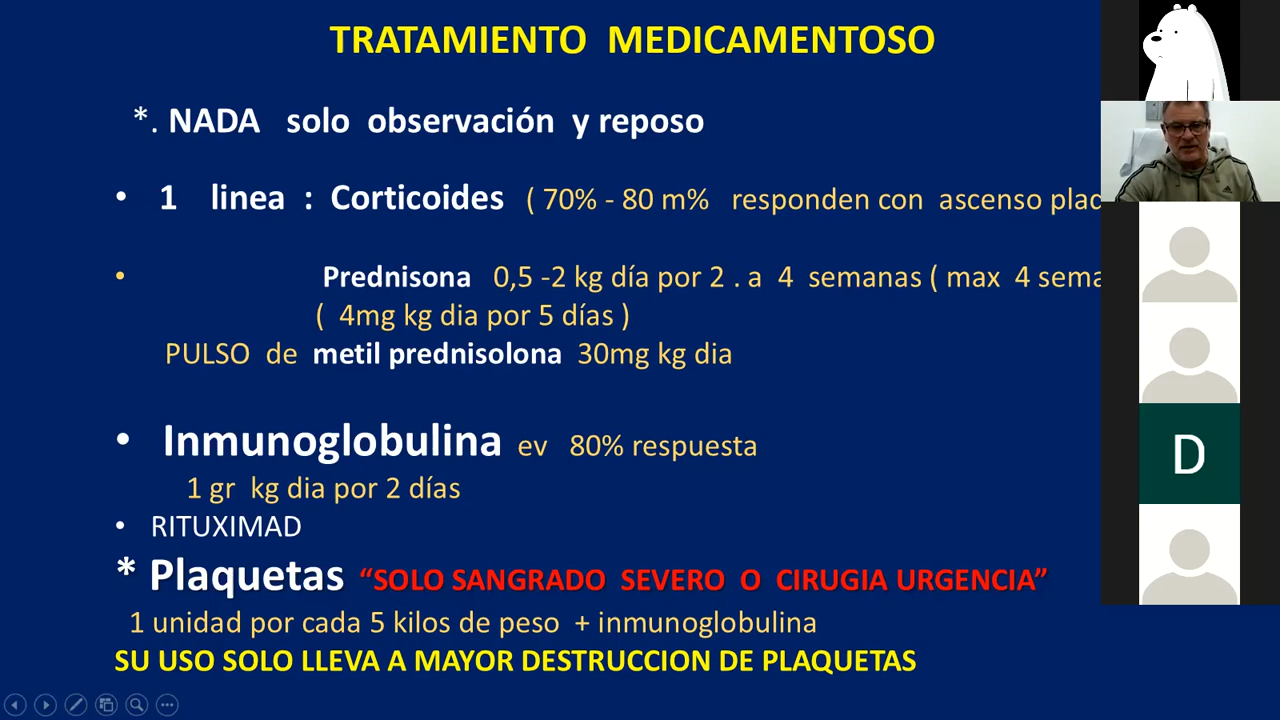 TRATAMIENTO MEDICAMENTOSO
*. NADA solo observación y reposo
• 1 linea : Corticoides ( 70% - 80 m% responden con ascenso
• Prednisona 0,5 -2 kg día por 2 . a 4 semanas ( max 4
( 4mg kg dia por 5 días )
PULSO de metil prednisolona 30mg kg dia
• Inmunoglobulina ev 80% respuesta
1 gr kg dia por 2 días
• RITUXIMAD
* Plaquetas “SOLO SANGRADO SEVERO O CIRUGIA URGENCIA”
1 unidad por cada 5 kilos de peso + inmunoglobulina
SU USO SOLO LLEVA A MAYOR DESTRUCCION DE PLAQUETAS
D